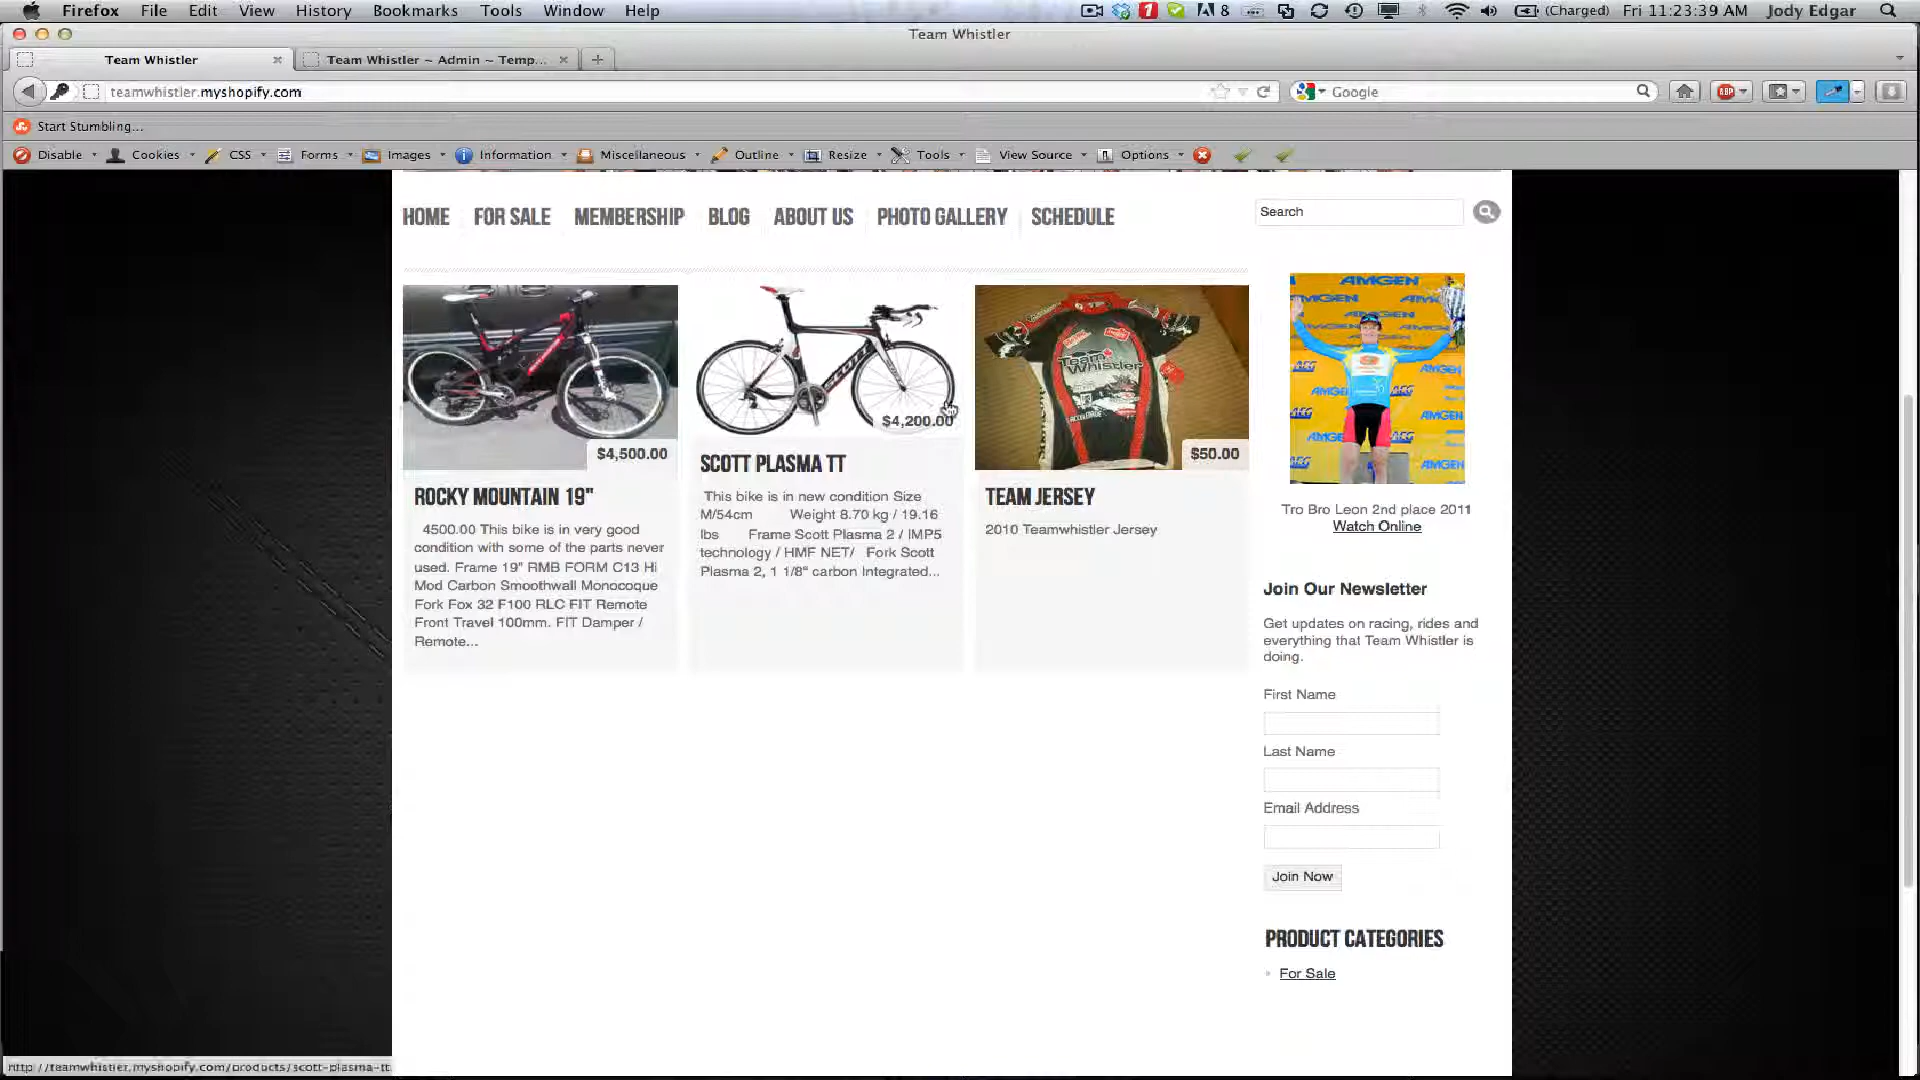 Firefox File Edit View History Bookmarks Tools Window Help 8 (Charged) Fri 11:23:39 AM Jody Edgar
Team Whistler
Team Whistler Team Whistler ~ Admin ~ Temp...
teamwhistler.myshopify.com Google
Start Stumbling...
Disable Cookies CSS Forms Images Information Miscellaneous Outline Resize Tools View Source Options
HOME FOR SALE MEMBERSHIP BLOG ABOUT US PHOTO GALLERY SCHEDULE
Search
$4,500.00
ROCKY MOUNTAIN 19"
4500.00 This bike is in very good
condition with some of the parts never
used. Frame 19" RMB FORM C13 Hi
Mod Carbon Smoothwall Monocoque
Fork Fox 32 F100 RLC FIT Remote
Front Travel 100mm. FIT Damper /
Remote...
SCOTT
$4,200.00
SCOTT PLASMA TT
This bike is in new condition Size
M/54cm Weight 8.70 kg / 19.16
lbs Frame Scott Plasma 2 / IMP5
technology / HMF NET/ Fork Scott
Plasma 2, 1 1/8" carbon Integrated...
Team
Whistler
$50.00
TEAM JERSEY
2010 Teamwhistler Jersey
AMGEN
AMGEN
AEG
AMGEN
Tro Bro Leon 2nd place 2011
Watch Online
Join Our Newsletter
Get updates on racing, rides and
everything that Team Whistler is
doing.
First Name
Last Name
Email Address
Join Now
PRODUCT CATEGORIES
For Sale
http://teamwhistler.myshopify.com/products/scott-plasma-tt